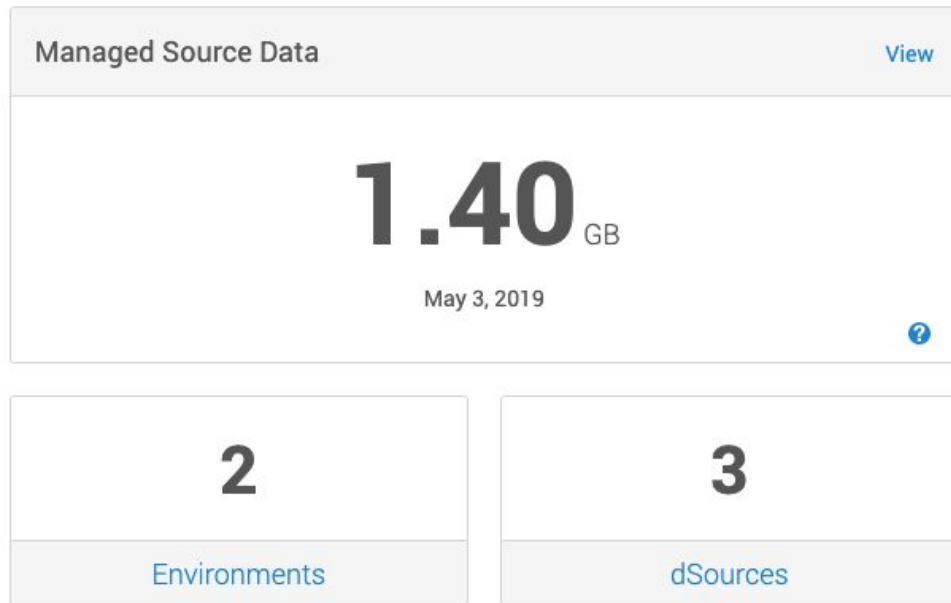 Managed Source Data View
1.40 GB
May 3, 2019
?
2
Environments
3
dSources